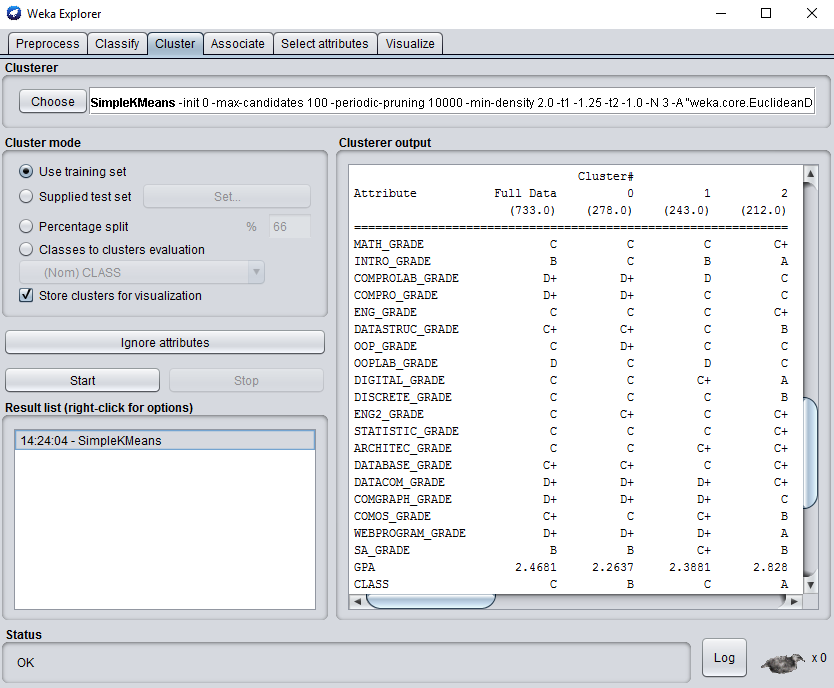 Weka Explorer
Preprocess Classify Cluster Associate Select attributes Visualize
Clusterer
Choose SimpleKMeans -init 0 -max-candidates 100 -periodic-pruning 10000 -min-density 2.0 -t1 -1.25 -t2 -1.0 -N 3 -A "weka.core.EuclideanD
Cluster mode
Use training set
Supplied test set Set...
Percentage split % 66
Classes to clusters evaluation
(Nom) CLASS
Store clusters for visualization
Ignore attributes
Start Stop
Result list (right-click for options)
14:24:04 - SimpleKMeans
Clusterer output
Cluster#
Attribute Full Data 0 1 2
(733.0) (278.0) (243.0) (212.0)
================================================================
MATH_GRADE C C C C+
INTRO_GRADE B C B A
COMPROLAB_GRADE D+ D+ D C
COMPRO_GRADE D+ D+ C C
ENG_GRADE C C C C+
DATASTRUC_GRADE C+ C+ C B
OOP_GRADE C D+ C C
OOPLAB_GRADE D C D C
DIGITAL_GRADE C C C+ A
DISCRETE_GRADE C C C B
ENG2_GRADE C C+ C C+
STATISTIC_GRADE C C C C+
ARCHITEC_GRADE C C C+ C+
DATABASE_GRADE C+ C+ C C+
DATACOM_GRADE D+ D+ D+ C+
COMGRAPH_GRADE D+ D+ D+ C
COMOS_GRADE C+ C C+ B
WEBPROGRAM_GRADE D+ D+ D+ A
SA_GRADE B B C+ B
GPA 2.4681 2.2637 2.3881 2.828
CLASS C B C A
Status
OK
Log x 0